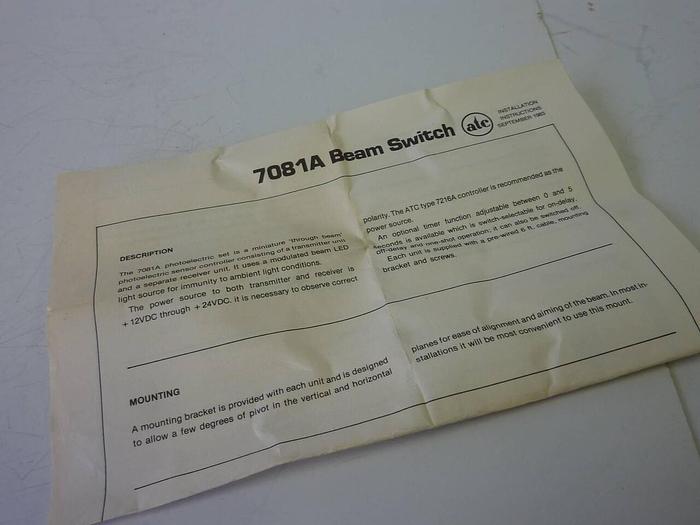 7081A Beam Switch
atc
INSTALLATION
INSTRUCTIONS
SEPTEMBER 1983
DESCRIPTION
The 7081A photoelectric set is a miniature 'through beam'
photoelectric sensor controller consisting of a transmitter unit
and a separate receiver unit. It uses a modulated beam LED
light source for immunity to ambient light conditions.
The power source to both transmitter and receiver is
+12VDC through +24VDC. it is necessary to observe correct
polarity. The ATC type 7216A controller is recommended as the
power source.
An optional timer function adjustable between 0 and 5
seconds is available which is switch-selectable for on-delay,
off-delay and one-shot operation; it can also be switched off.
Each unit is supplied with a pre-wired 6 ft. cable, mounting
bracket and screws.
MOUNTING
A mounting bracket is provided with each unit and is designed
to allow a few degrees of pivot in the vertical and horizontal
planes for ease of alignment and aiming of the beam. In most in-
stallations it will be most convenient to use this mount.